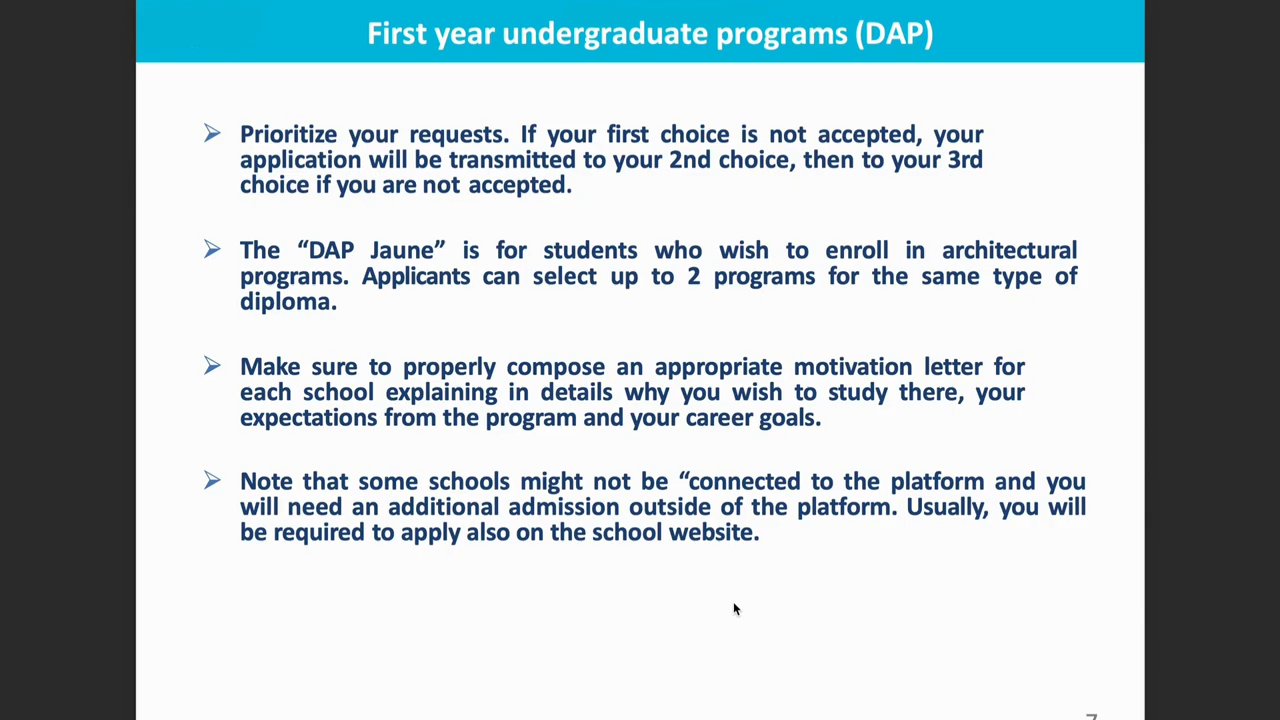 First year undergraduate programs (DAP)
Prioritize your requests. If your first choice is not accepted, your
application will be transmitted to your 2nd choice, then to your 3rd
choice if you are not accepted.
The “DAP Jaune” is for students who wish to enroll in architectural
programs. Applicants can select up to 2 programs for the same type of
diploma.
Make sure to properly compose an appropriate motivation letter for
each school explaining in details why you wish to study there, your
expectations from the program and your career goals.
Note that some schools might not be “connected to the platform and you
will need an additional admission outside of the platform. Usually, you will
be required to apply also on the school website.